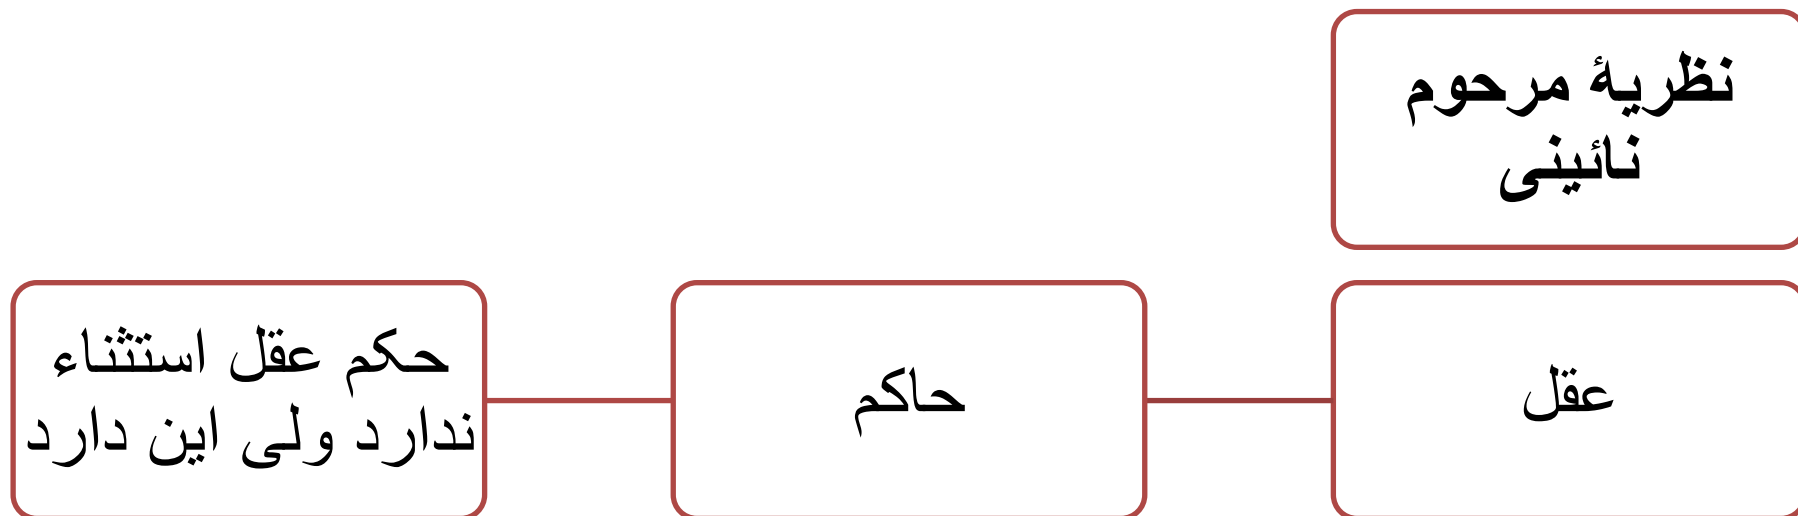 نظریهٔ مرحوم
نائینی
عقل
حاکم
حکم عقل استثناء
ندارد ولی این دارد